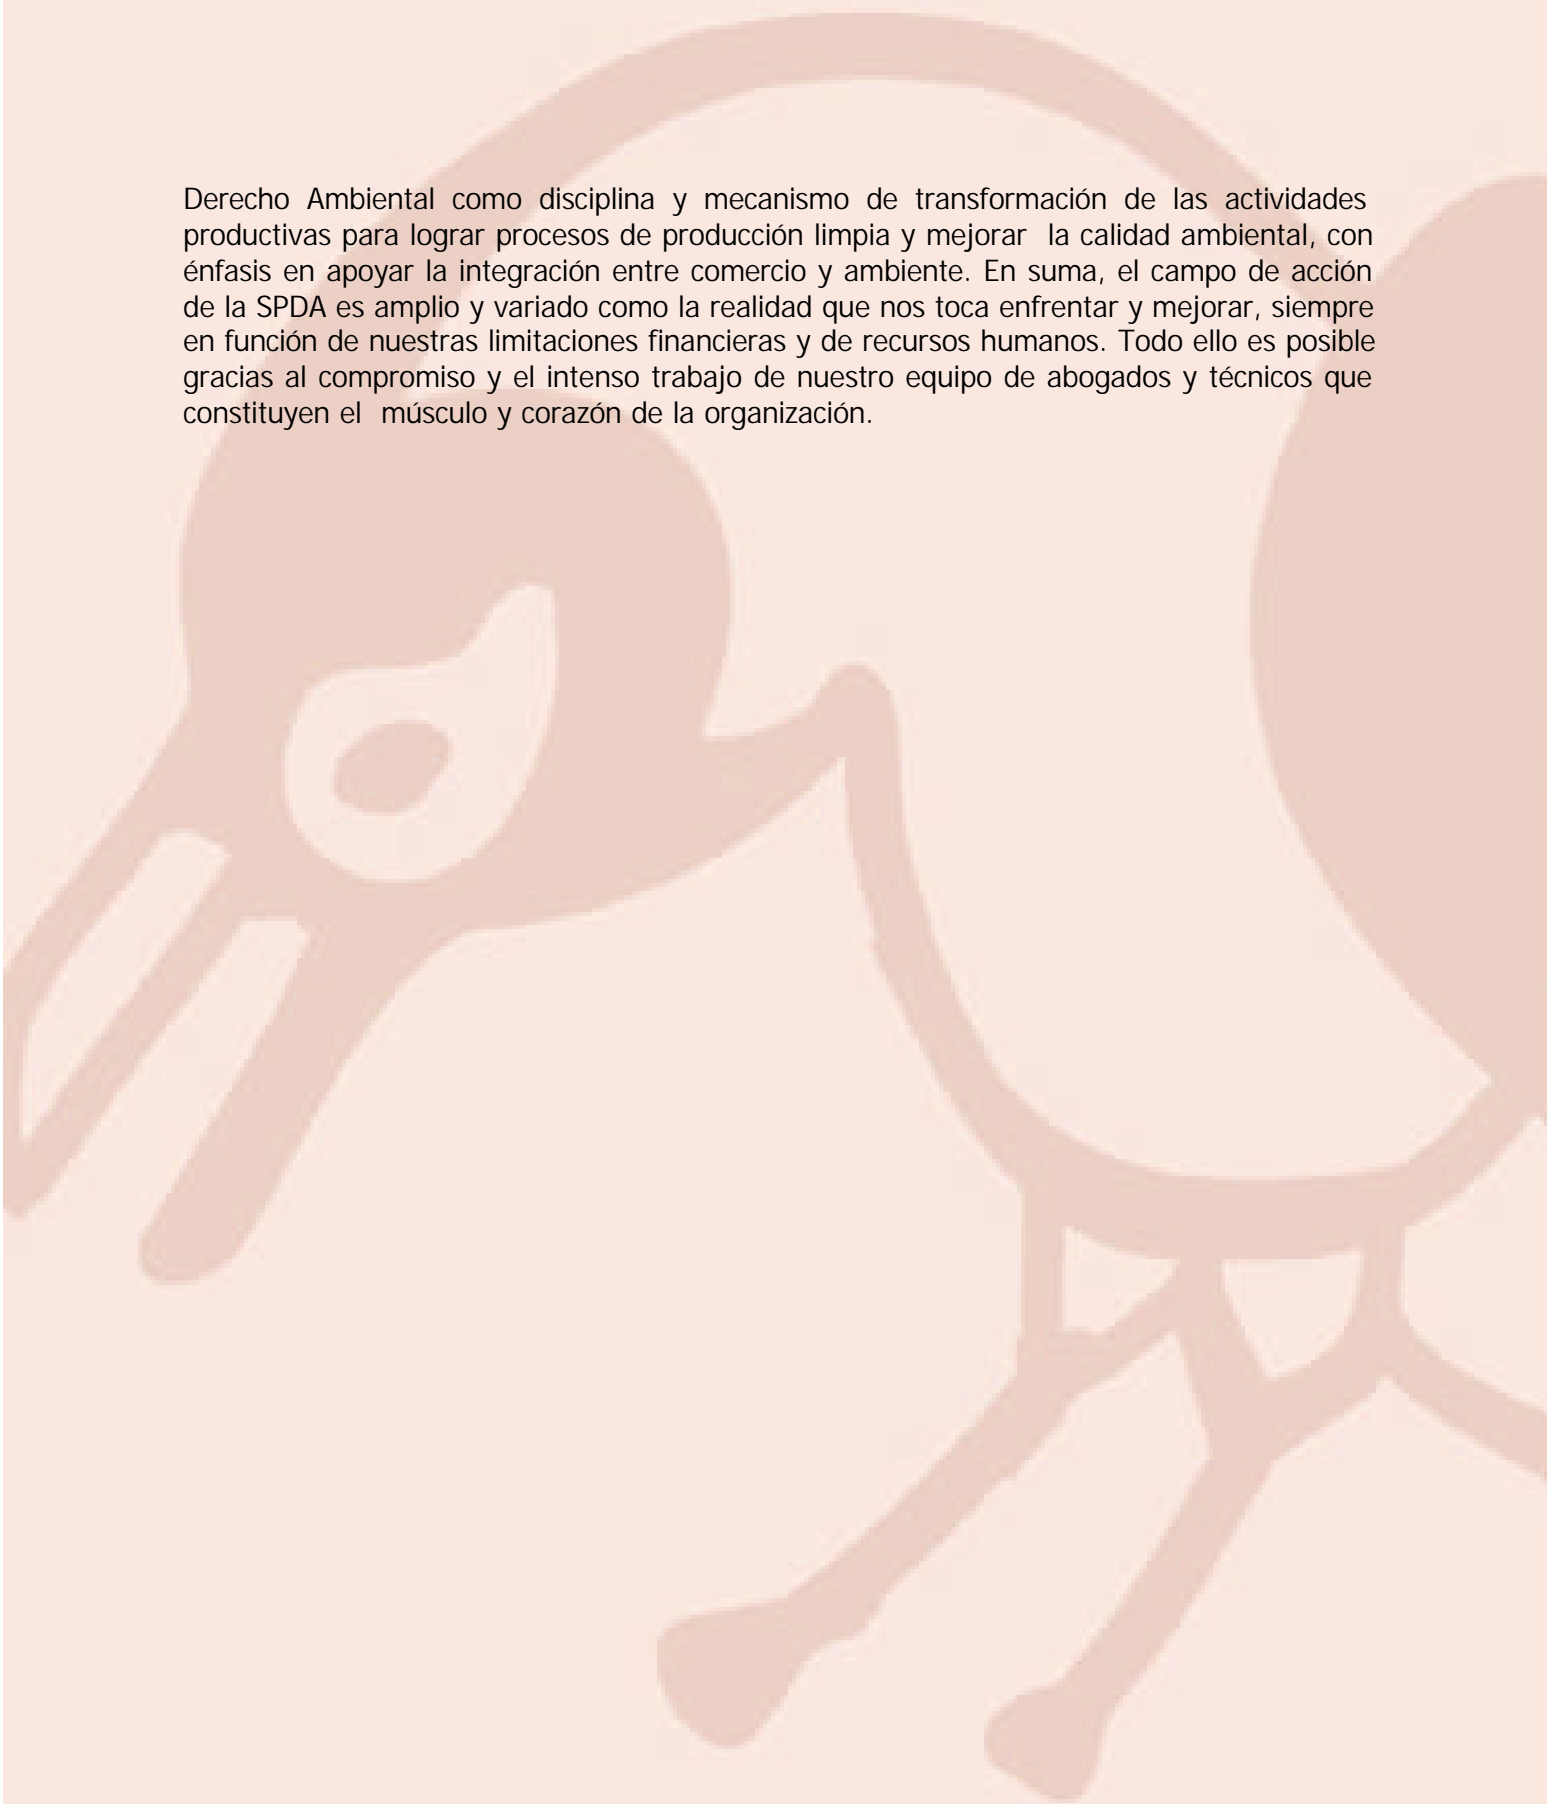 Derecho Ambiental como disciplina y mecanismo de transformación de las actividades
productivas para lograr procesos de producción limpia y mejorar la calidad ambiental, con
énfasis en apoyar la integración entre comercio y ambiente. En suma, el campo de acción
de la SPDA es amplio y variado como la realidad que nos toca enfrentar y mejorar, siempre
en función de nuestras limitaciones financieras y de recursos humanos. Todo ello es posible
gracias al compromiso y el intenso trabajo de nuestro equipo de abogados y técnicos que
constituyen el músculo y corazón de la organización.